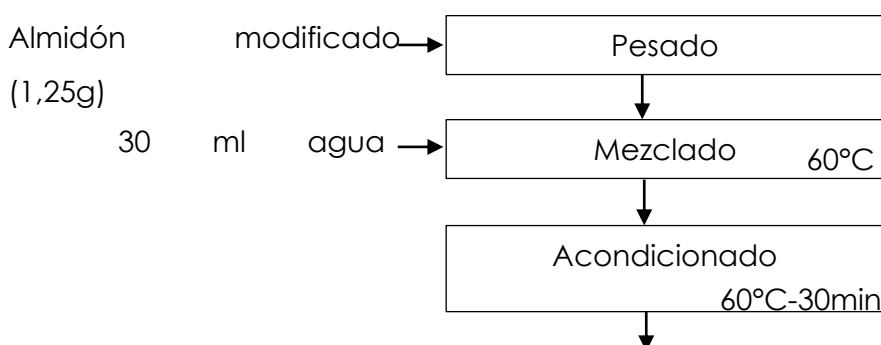 Almidón modificado
(1,25g)
Pesado
30 ml agua
Mezclado
60°C
Acondicionado
60°C-30min